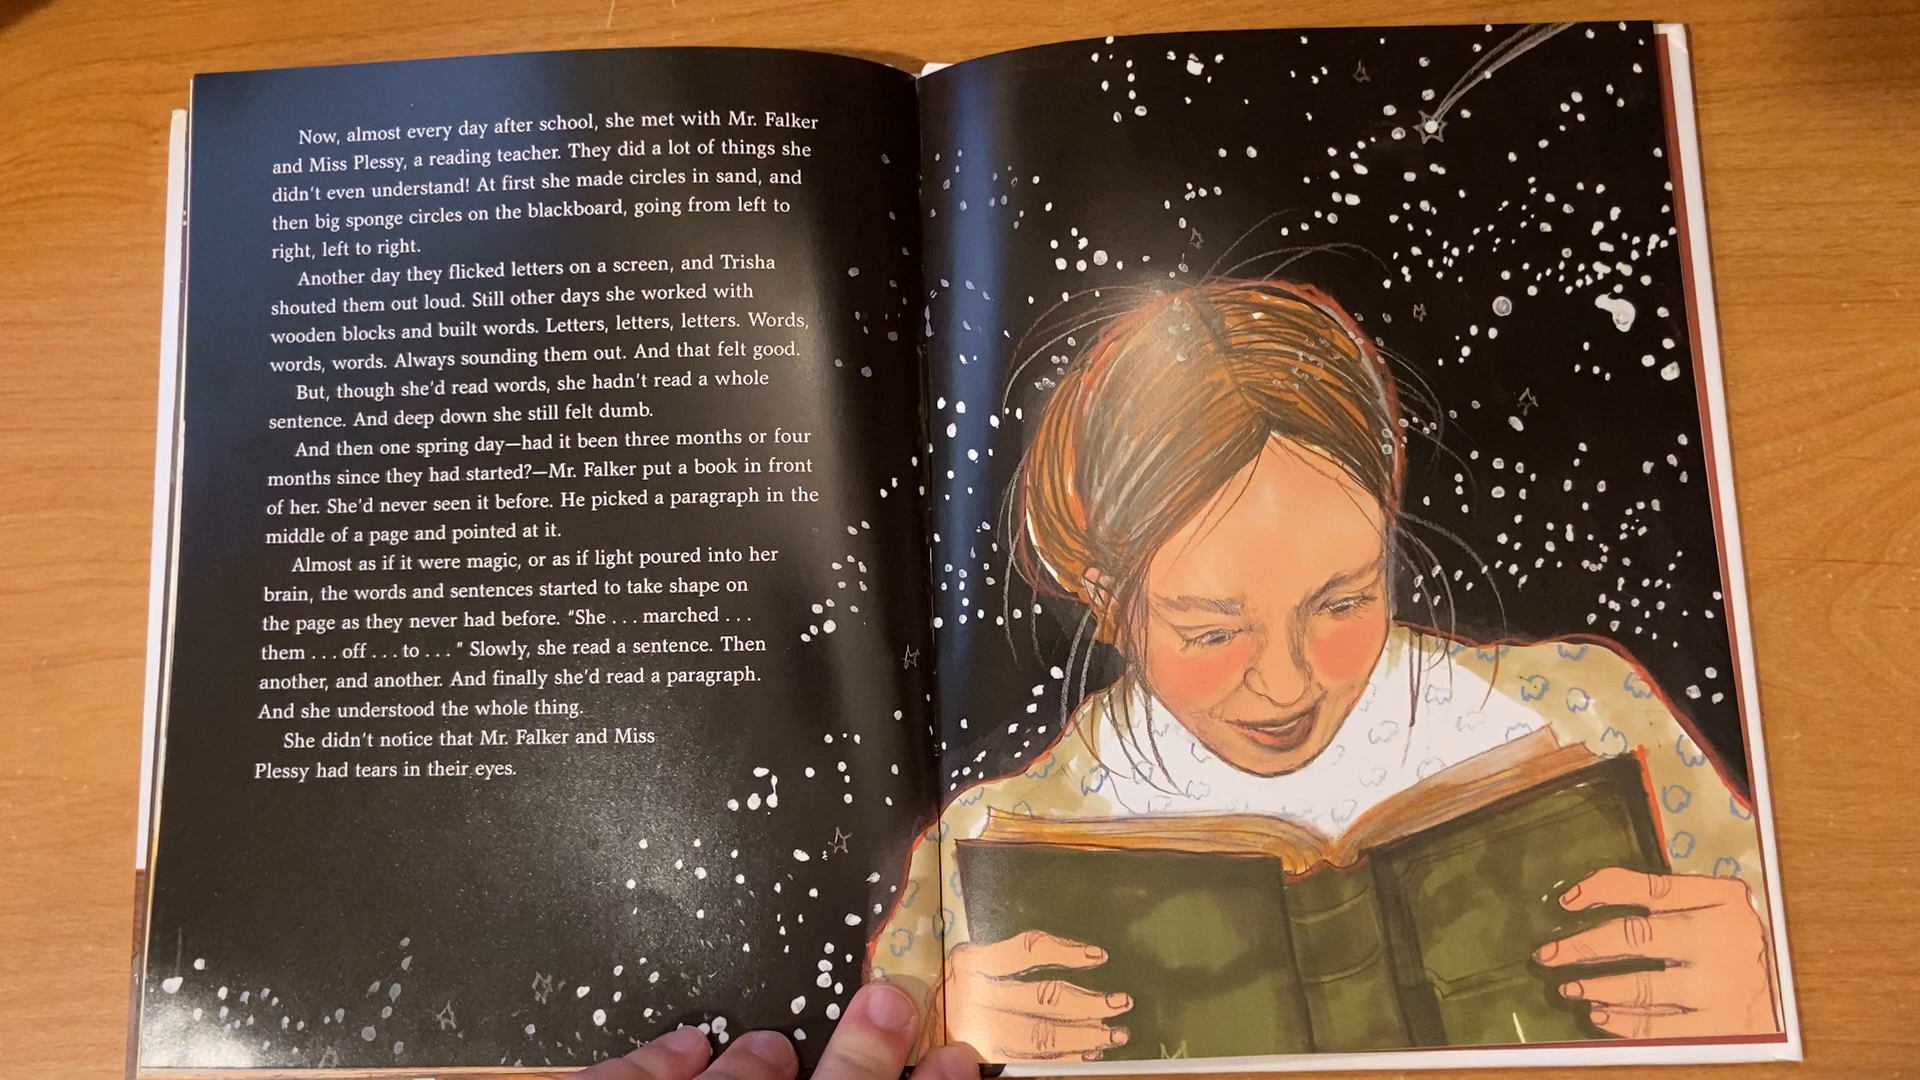 Now, almost every day after school, she met with Mr. Falker
and Miss Plessy, a reading teacher. They did a lot of things she
didn't even understand! At first she made circles in sand, and
then big sponge circles on the blackboard, going from left to
right, left to right.
Another day they flicked letters on a screen, and Trisha
shouted them out loud. Still other days she worked with
wooden blocks and built words. Letters, letters, letters. Words,
words, words. Always sounding them out. And that felt good.
But, though she'd read words, she hadn't read a whole
sentence. And deep down she still felt dumb.
And then one spring day—had it been three months or four
months since they had started?—Mr. Falker put a book in front
of her. She'd never seen it before. He picked a paragraph in the
middle of a page and pointed at it.
Almost as if it were magic, or as if light poured into her
brain, the words and sentences started to take shape on
the page as they never had before. “She . . . marched . . .
them . . . off . . . to . . . ” Slowly, she read a sentence. Then
another, and another. And finally she'd read a paragraph.
And she understood the whole thing.
She didn't notice that Mr. Falker and Miss
Plessy had tears in their eyes.